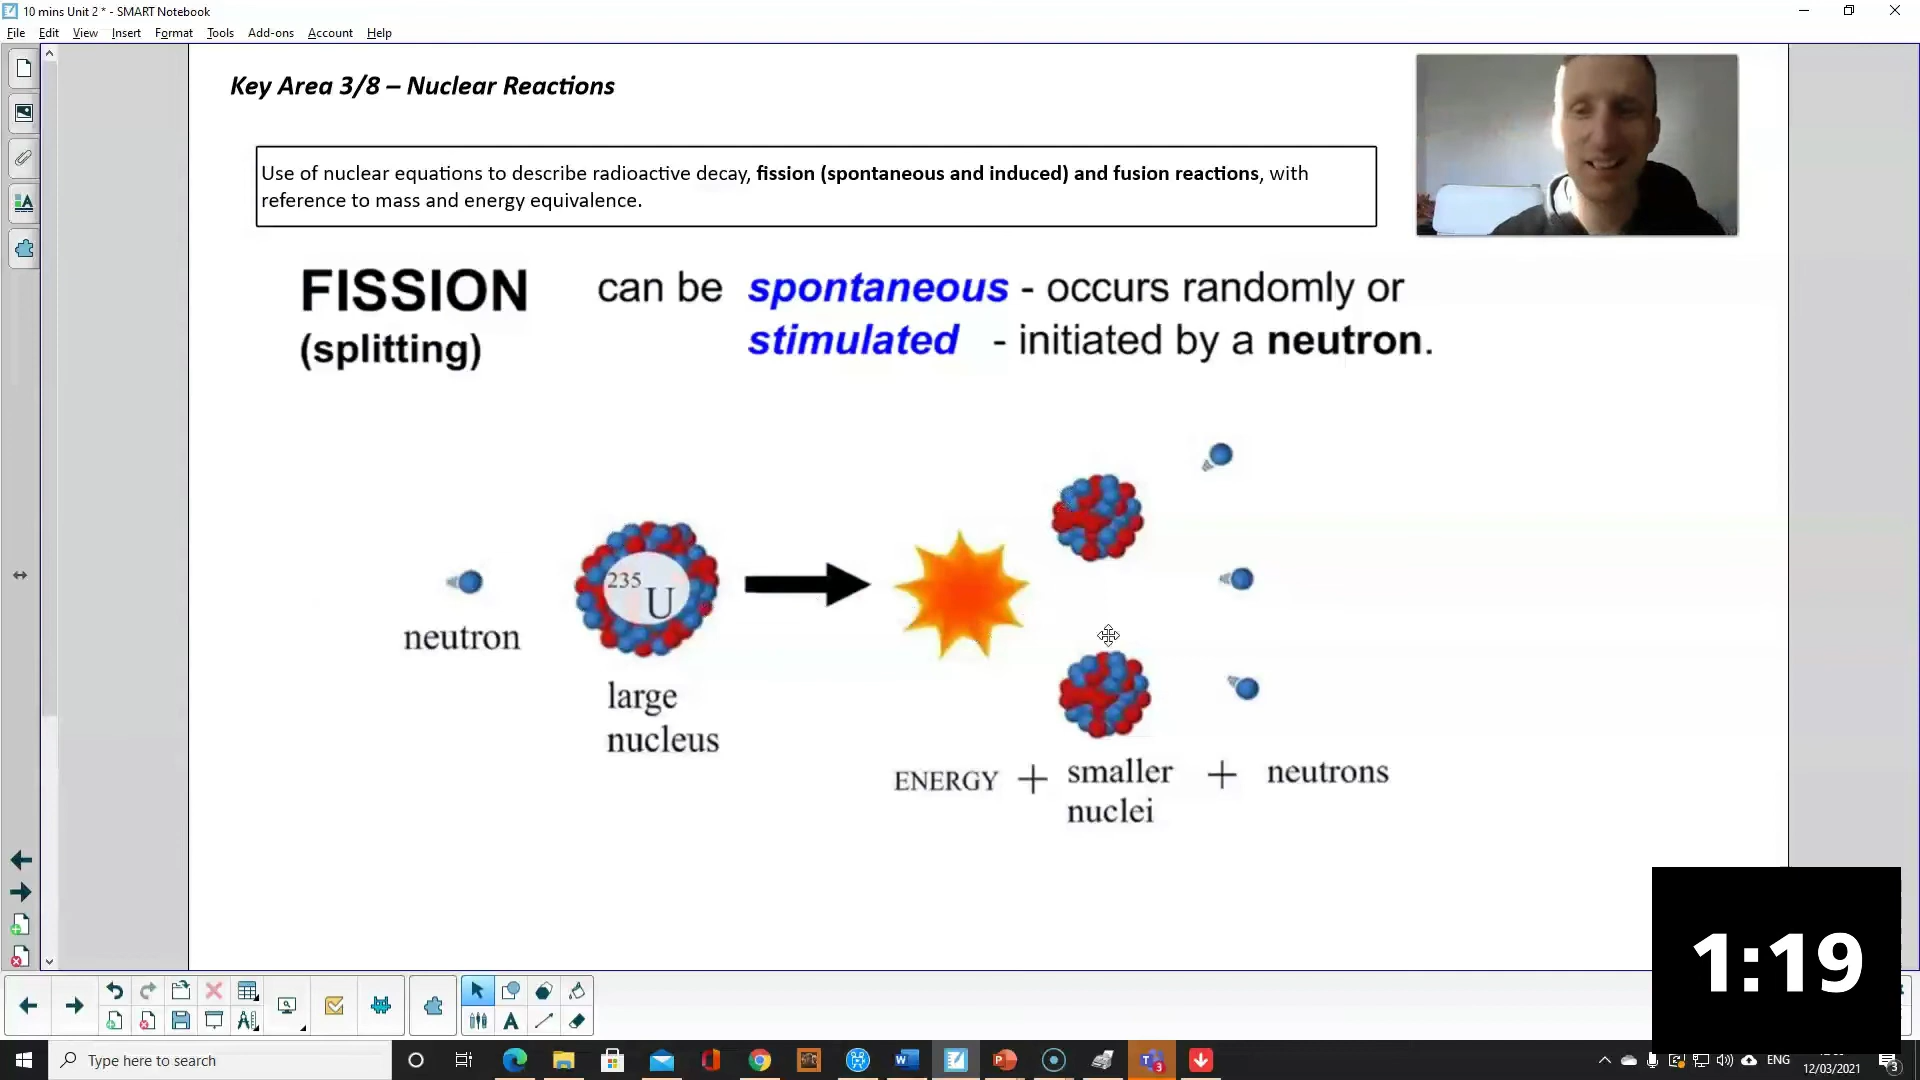 10 mins Unit 2 * - SMART Notebook
File Edit View Insert Format Tools Add-ons Account Help
Key Area 3/8 – Nuclear Reactions
Use of nuclear equations to describe radioactive decay, fission (spontaneous and induced) and fusion reactions, with
reference to mass and energy equivalence.
FISSION can be spontaneous - occurs randomly or
(splitting) stimulated - initiated by a neutron.
235
U
neutron
large
nucleus
ENERGY + smaller + neutrons
nuclei
1:19
Type here to search
ENG
12/03/2021
3